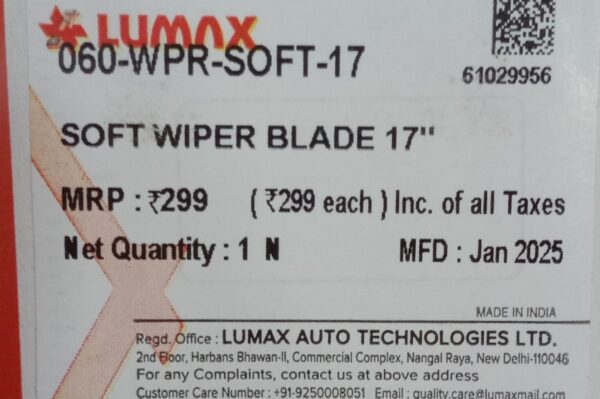 LUMAX
060-WPR-SOFT-17
61029956
SOFT WIPER BLADE 17"
MRP : ₹299 ( ₹299 each ) Inc. of all Taxes
Net Quantity : 1 N MFD : Jan 2025
MADE IN INDIA
Regd. Office : LUMAX AUTO TECHNOLOGIES LTD.
2nd Floor, Harbans Bhawan-II, Commercial Complex, Nangal Raya, New Delhi-110046
For any Complaints, contact us at above address
Customer Care Number : +91-9250008051 Email : quality.care@lumaxmail.com